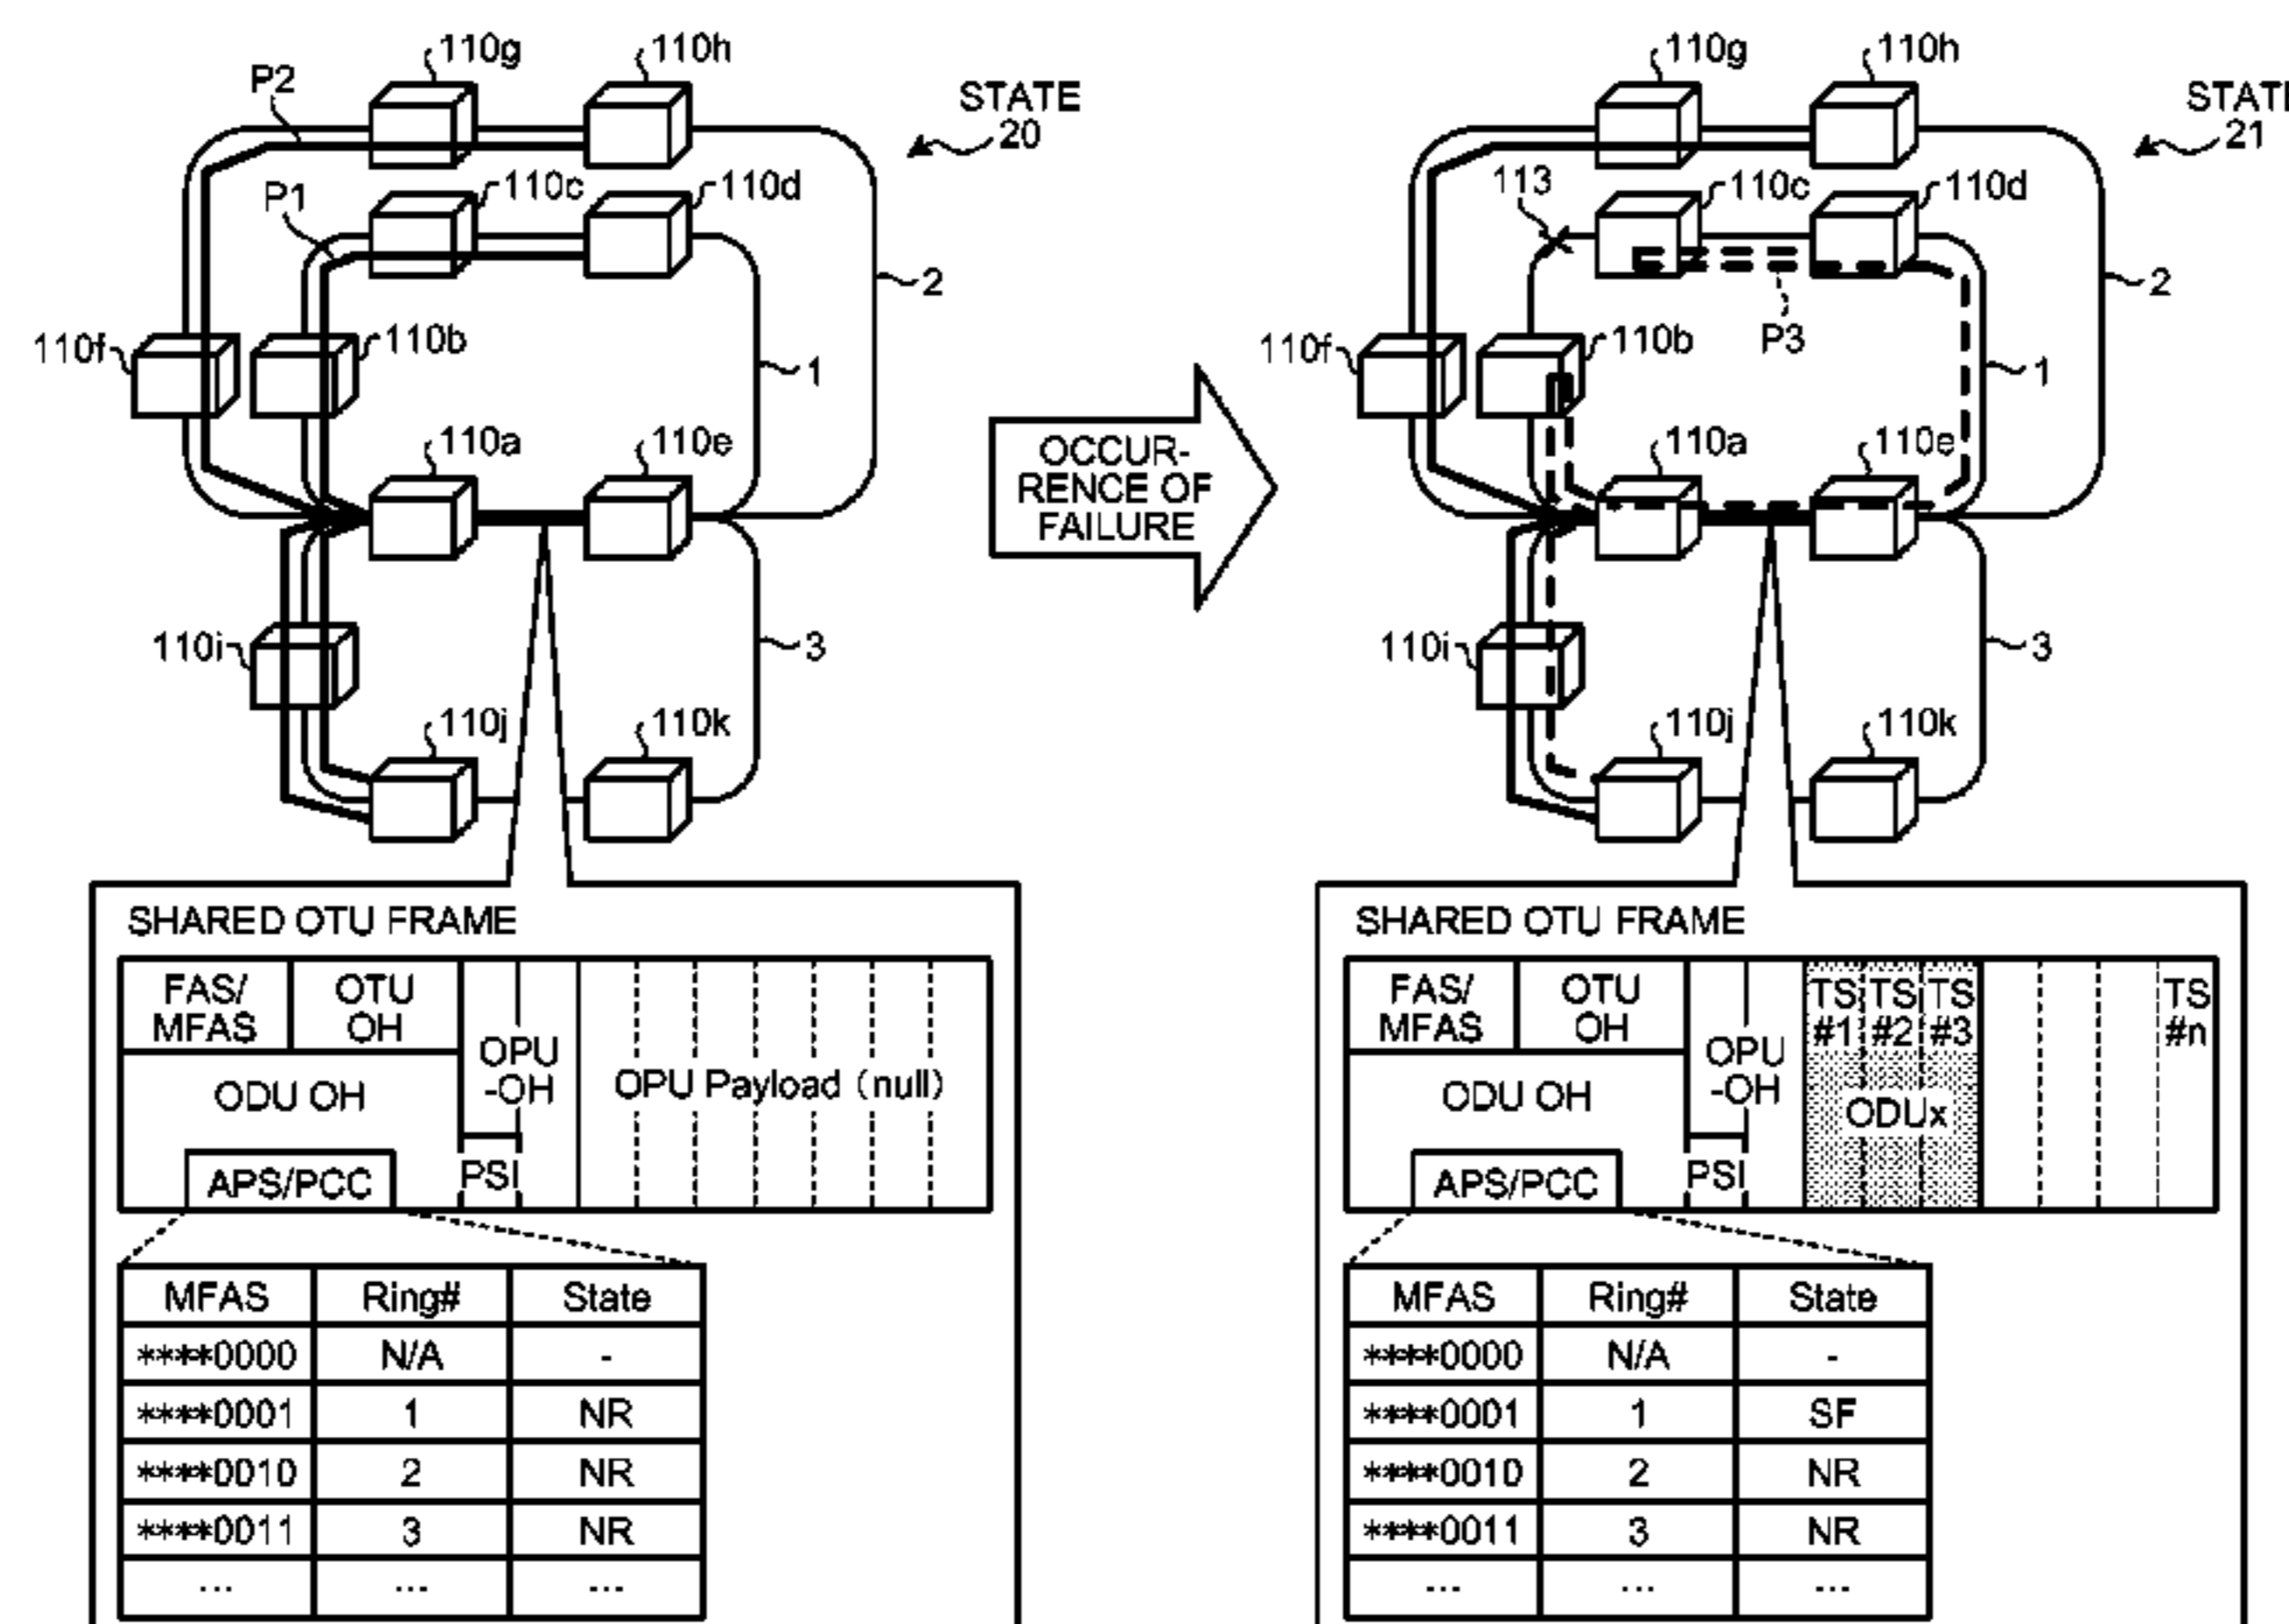 110g
110h
P2
STATE
20
110c
110d
P1
2
110f
110b
1
110a
110e
110i
3
110j
110k
SHARED OTU FRAME
FAS/
MFAS
OTU
OH
OPU
-OH
OPU Payload (null)
ODU OH
APS/PCC
PSI
MFAS Ring# State
****0000 N/A -
****0001 1 NR
****0010 2 NR
****0011 3 NR
... ... ...
OCCUR-
RENCE OF
FAILURE
110g
110h
STATE
21
113
110c
110d
2
110f
110b
P3
1
110a
110e
110i
3
110j
110k
SHARED OTU FRAME
FAS/
MFAS
OTU
OH
OPU
-OH
TS
#1
TS
#2
TS
#3
TS
#n
ODU OH
ODUx
APS/PCC
PSI
MFAS Ring# State
****0000 N/A -
****0001 1 SF
****0010 2 NR
****0011 3 NR
... ... ...